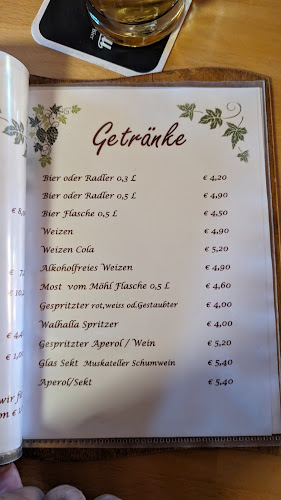 Getränke
Bier oder Radler 0,3 L € 4,20
Bier oder Radler 0,5 L € 4,90
Bier Flasche 0,5 L € 4,50
Weizen € 4,90
Weizen Cola € 5,20
Alkoholfreies Weizen € 4,90
Most vom Möhl Flasche 0,5 L € 4,60
Gespritzter rot,weiss od.Gestaubter € 4,00
Walhalla Spritzer € 4,00
Gespritzter Aperol / Wein € 5,20
Glas Sekt Muskateller Schumwein € 5,40
Aperol/Sekt € 5,40